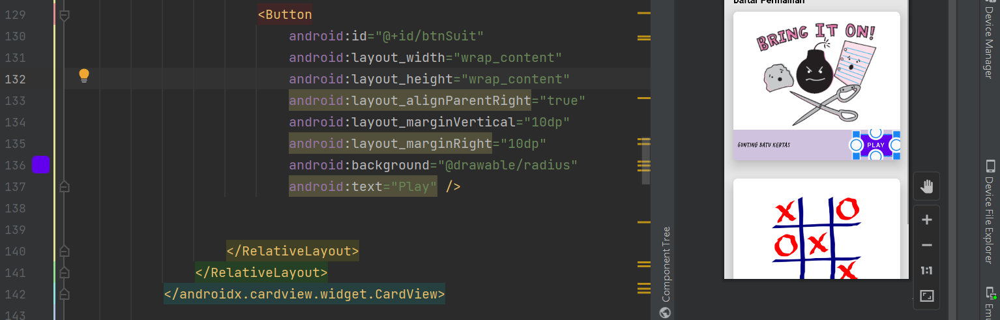 129 <Button
130 android:id="@+id/btnSuit"
131 android:layout_width="wrap_content"
132 android:layout_height="wrap_content"
133 android:layout_alignParentRight="true"
134 android:layout_marginVertical="10dp"
135 android:layout_marginRight="10dp"
136 android:background="@drawable/radius"
137 android:text="Play" />
138
139
140 </RelativeLayout>
141 </RelativeLayout>
142 </androidx.cardview.widget.CardView>
143
Component Tree
Daftar Permainan
BRING IT ON!
GUNTING BATU KERTAS
PLAY
X O
O X
X
1:1
Device Manager
Device File Explorer